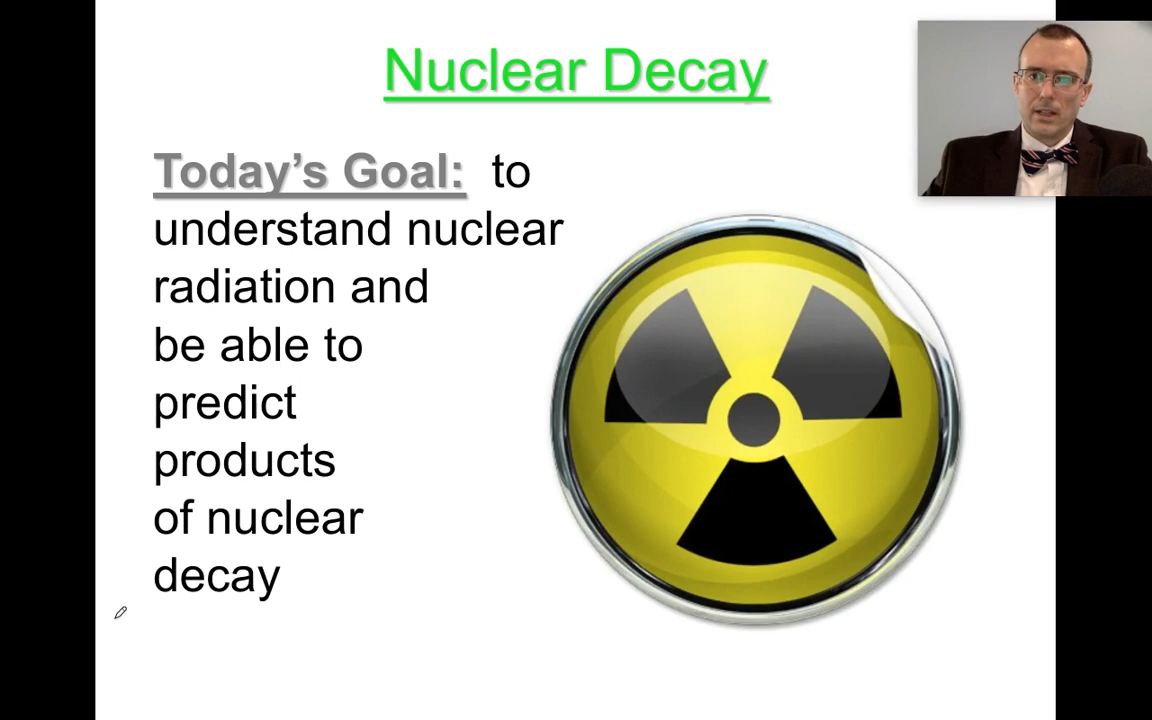 Nuclear Decay
Today’s Goal: to
understand nuclear
radiation and
be able to
predict
products
of nuclear
decay